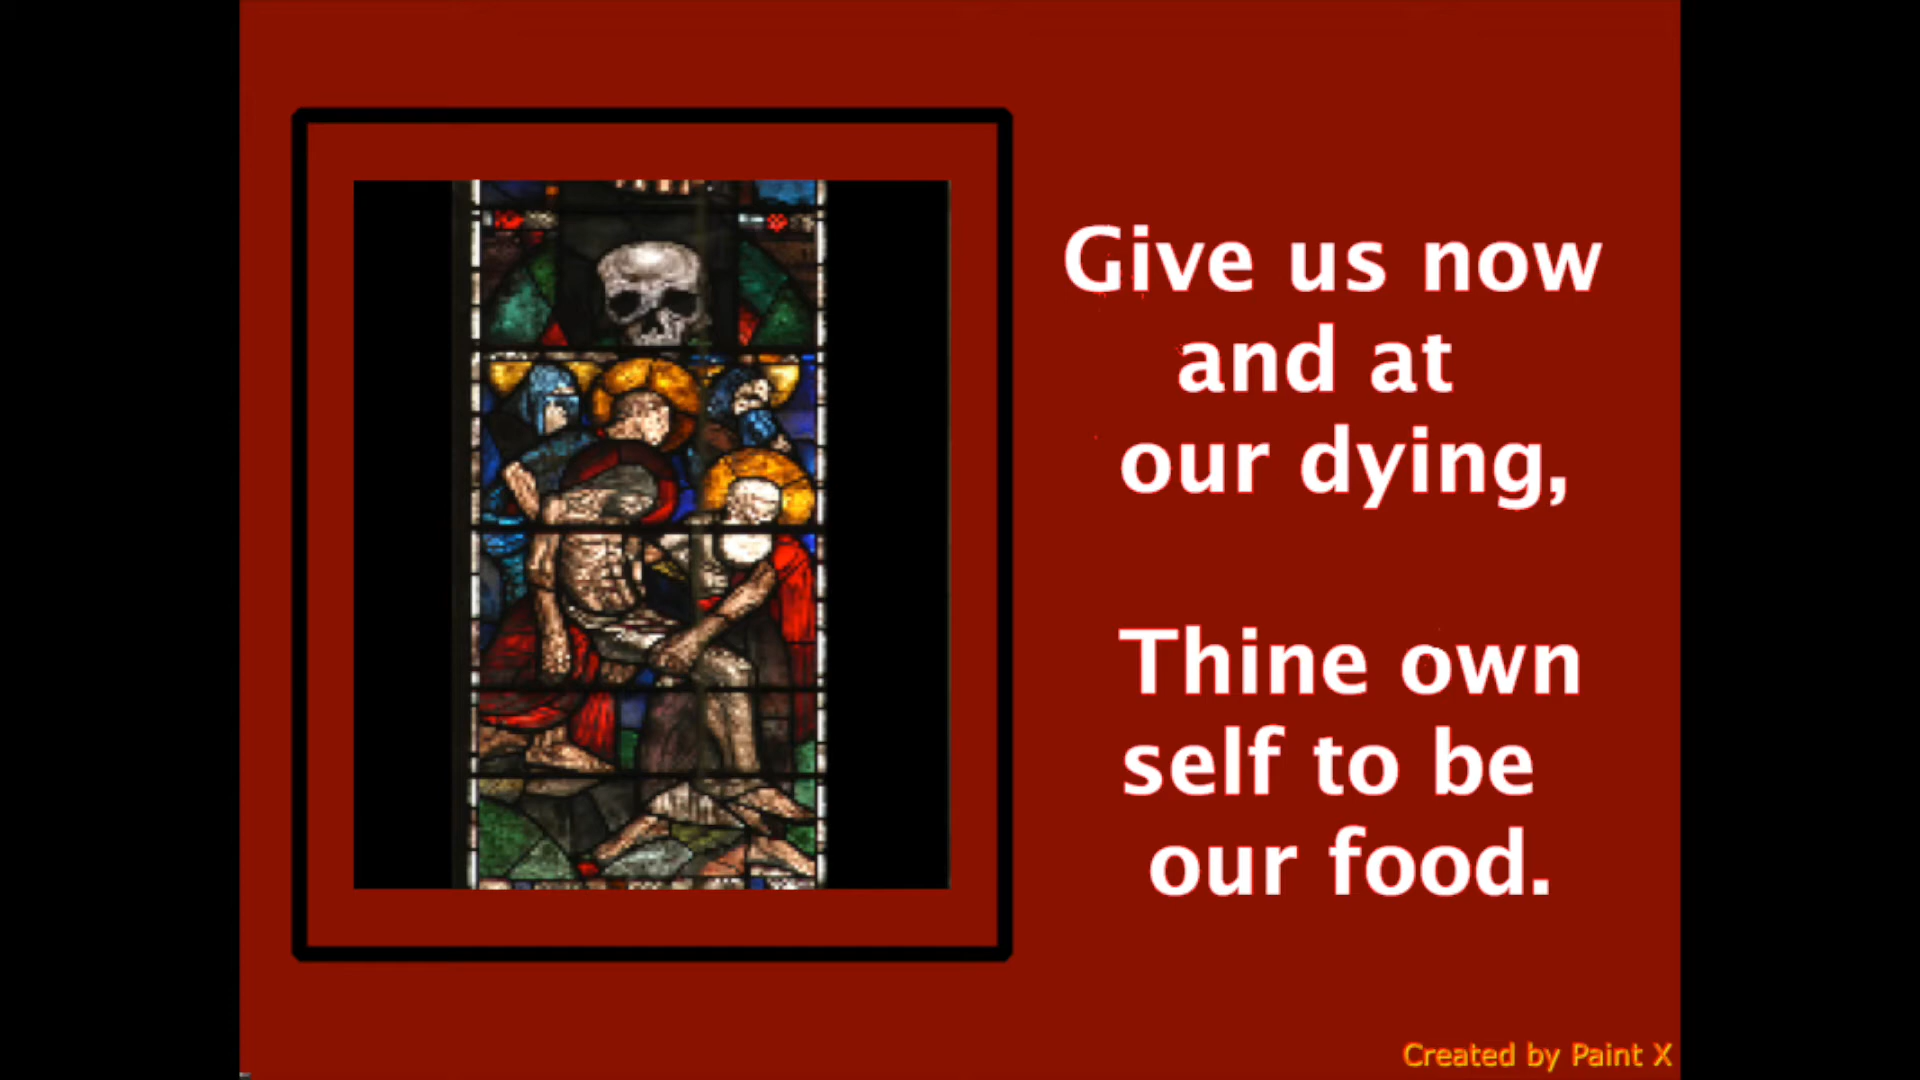 Give us now
and at
our dying,
Thine own
self to be
our food.
Created by Paint X